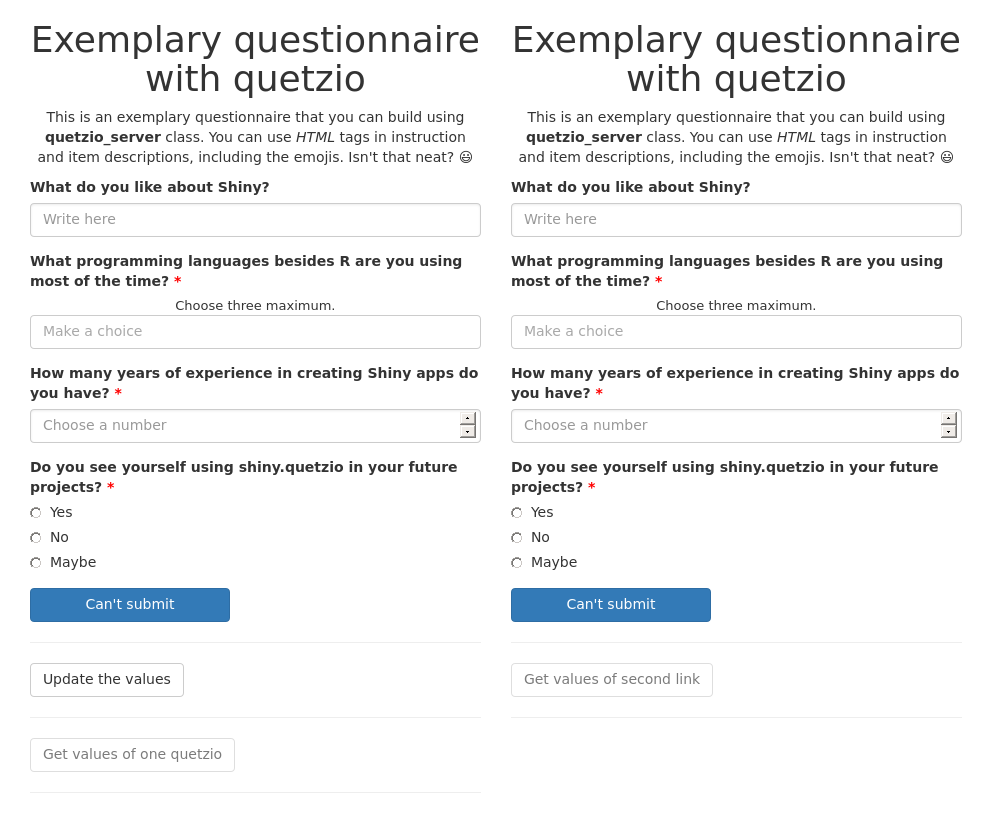 Exemplary questionnaire
with quetzio
This is an exemplary questionnaire that you can build using
quetzio_server class. You can use HTML tags in instruction
and item descriptions, including the emojis. Isn't that neat? 😃
What do you like about Shiny?
Write here
What programming languages besides R are you using
most of the time? *
Choose three maximum.
Make a choice
How many years of experience in creating Shiny apps do
you have? *
Choose a number
Do you see yourself using shiny.quetzio in your future
projects? *
Yes
No
Maybe
Can't submit
Update the values
Get values of one quetzio
Exemplary questionnaire
with quetzio
This is an exemplary questionnaire that you can build using
quetzio_server class. You can use HTML tags in instruction
and item descriptions, including the emojis. Isn't that neat? 😃
What do you like about Shiny?
Write here
What programming languages besides R are you using
most of the time? *
Choose three maximum.
Make a choice
How many years of experience in creating Shiny apps do
you have? *
Choose a number
Do you see yourself using shiny.quetzio in your future
projects? *
Yes
No
Maybe
Can't submit
Get values of second link